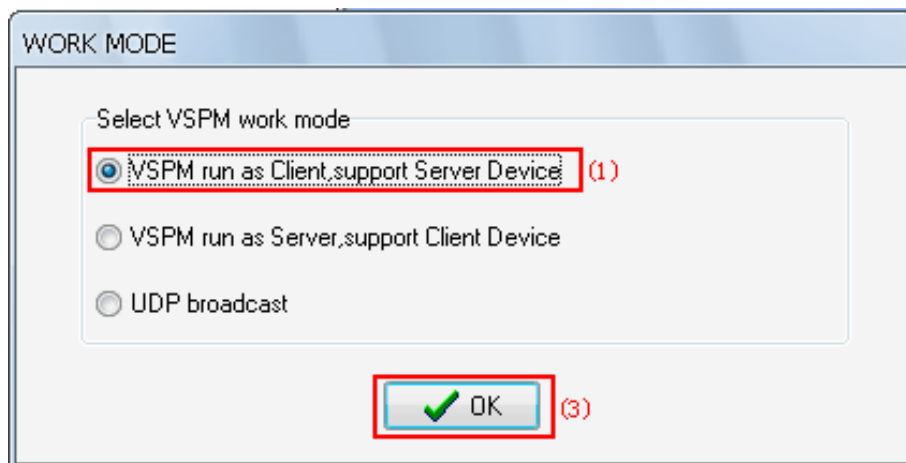 WORK MODE
Select VSPM work mode
VSPM run as Client,support Server Device (1)
VSPM run as Server,support Client Device
UDP broadcast
OK (3)